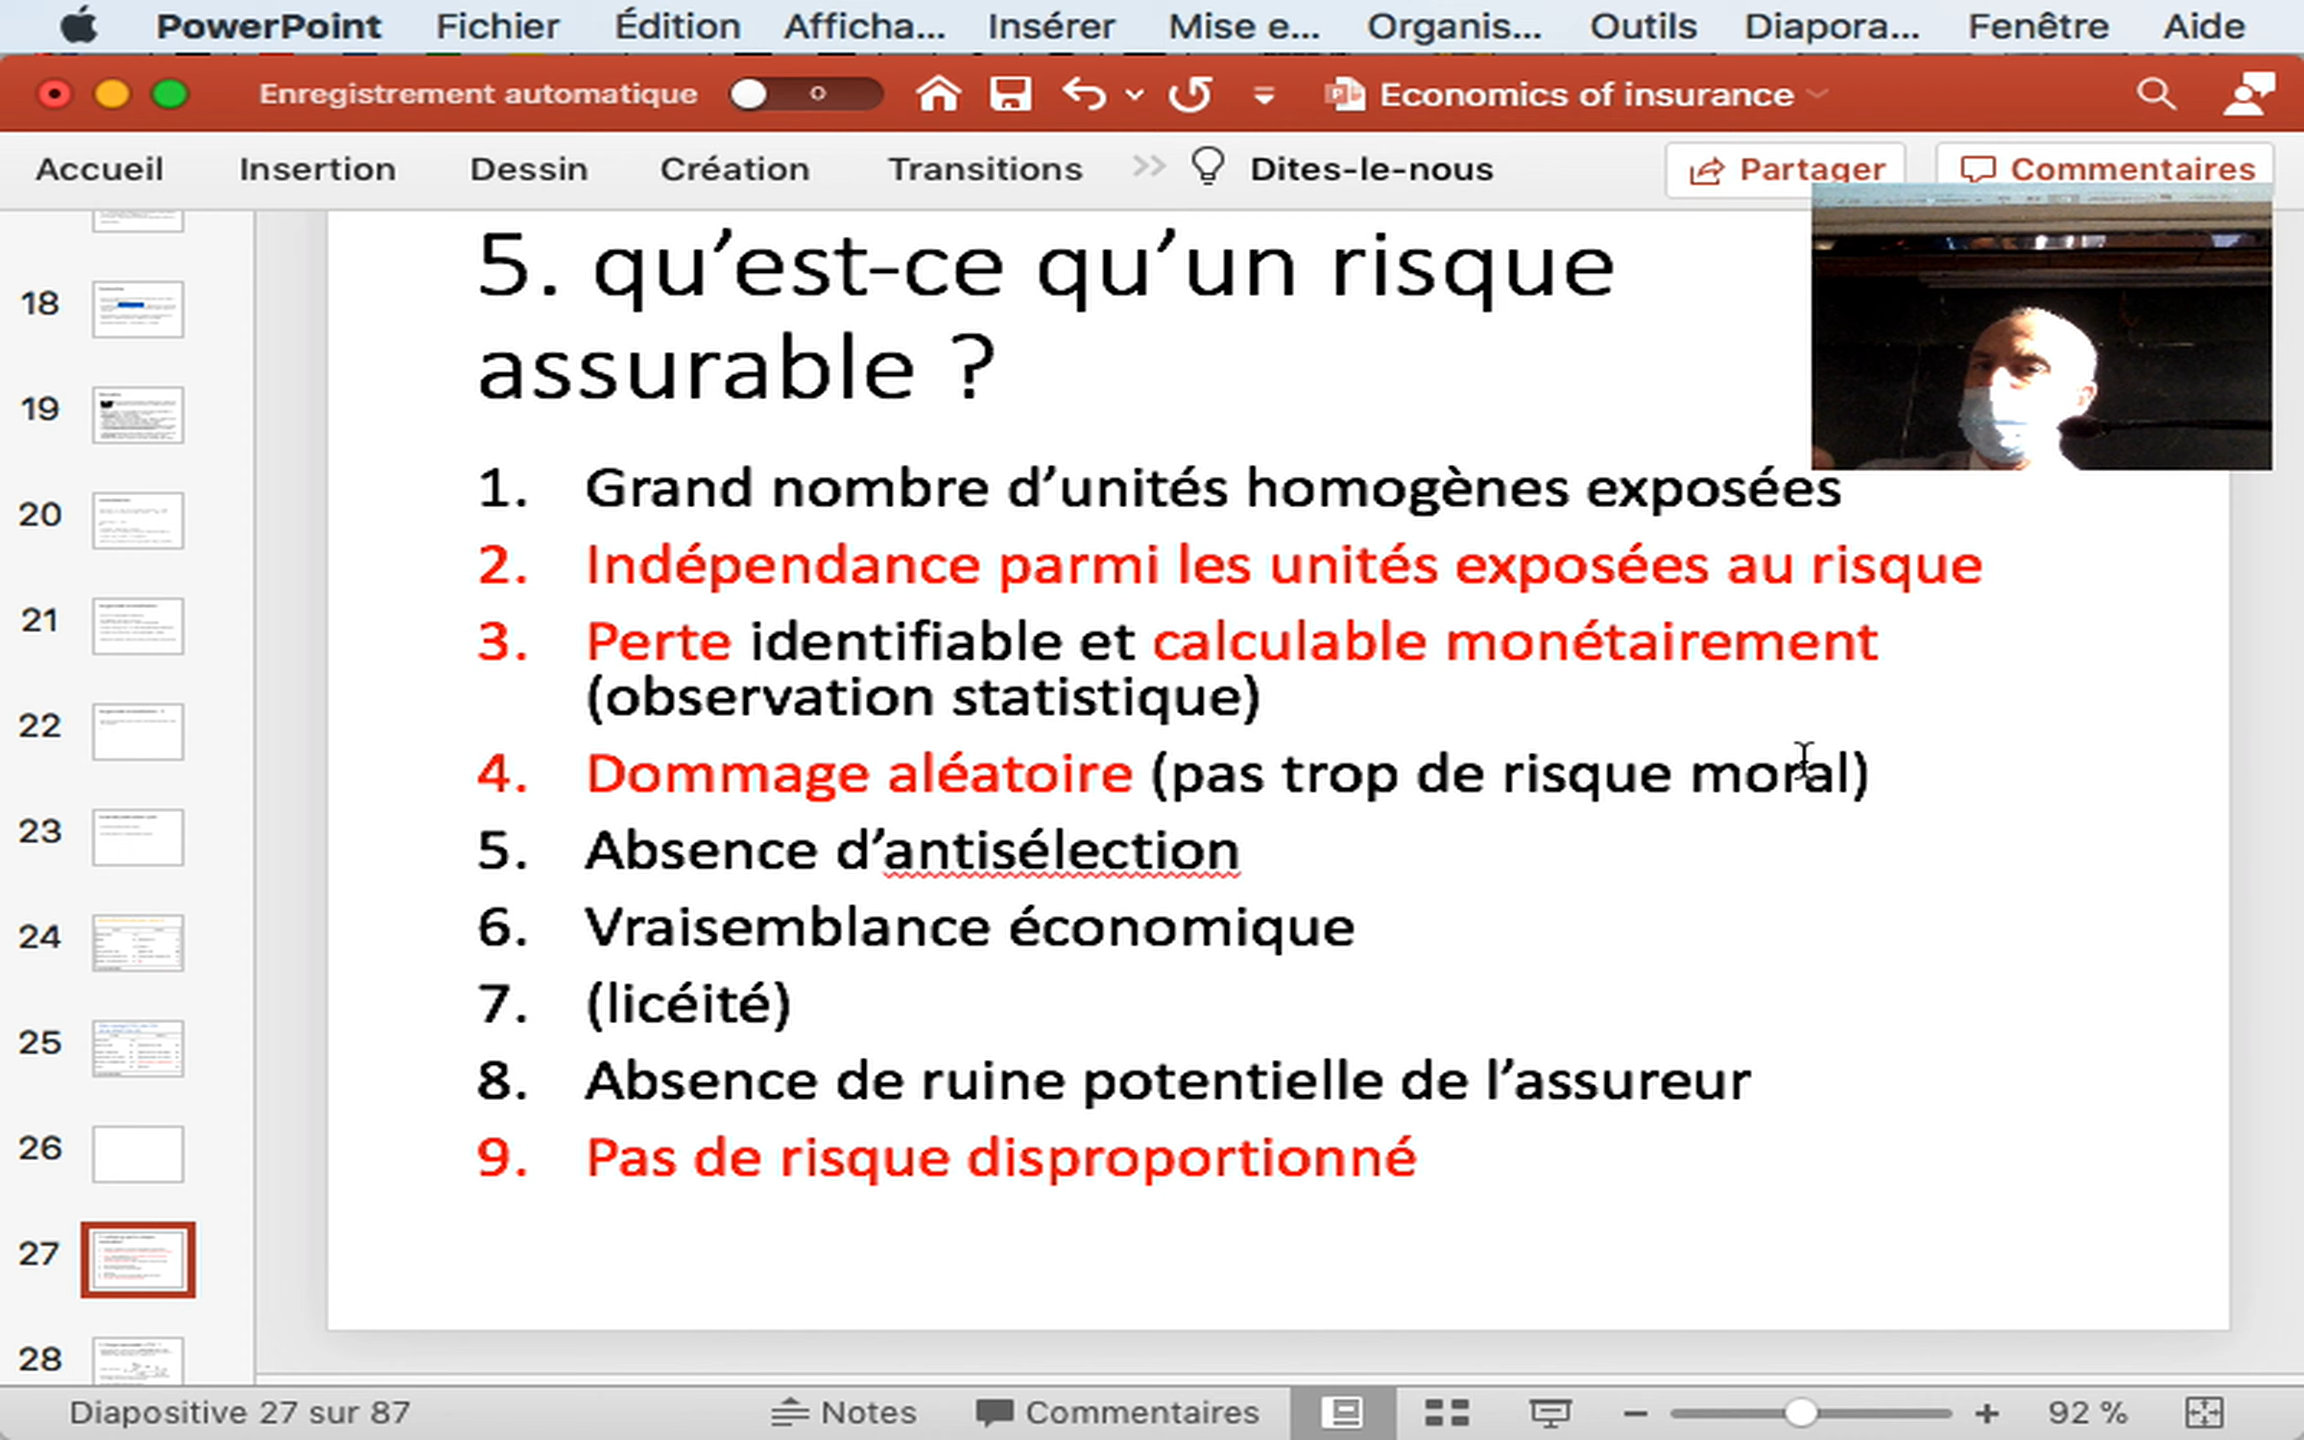 PowerPoint Fichier Édition Afficha... Insérer Mise e... Organis... Outils Diapora... Fenêtre Aide
Enregistrement automatique Economics of insurance
Accueil Insertion Dessin Création Transitions Dites-le-nous Partager Commentaires
5. qu’est-ce qu’un risque
assurable ?
1. Grand nombre d’unités homogènes exposées
2. Indépendance parmi les unités exposées au risque
3. Perte identifiable et calculable monétairement
(observation statistique)
4. Dommage aléatoire (pas trop de risque moral)
5. Absence d’antisélection
6. Vraisemblance économique
7. (licéité)
8. Absence de ruine potentielle de l’assureur
9. Pas de risque disproportionné
18
19
20
21
22
23
24
25
26
27
28
Diapositive 27 sur 87 Notes Commentaires 92 %